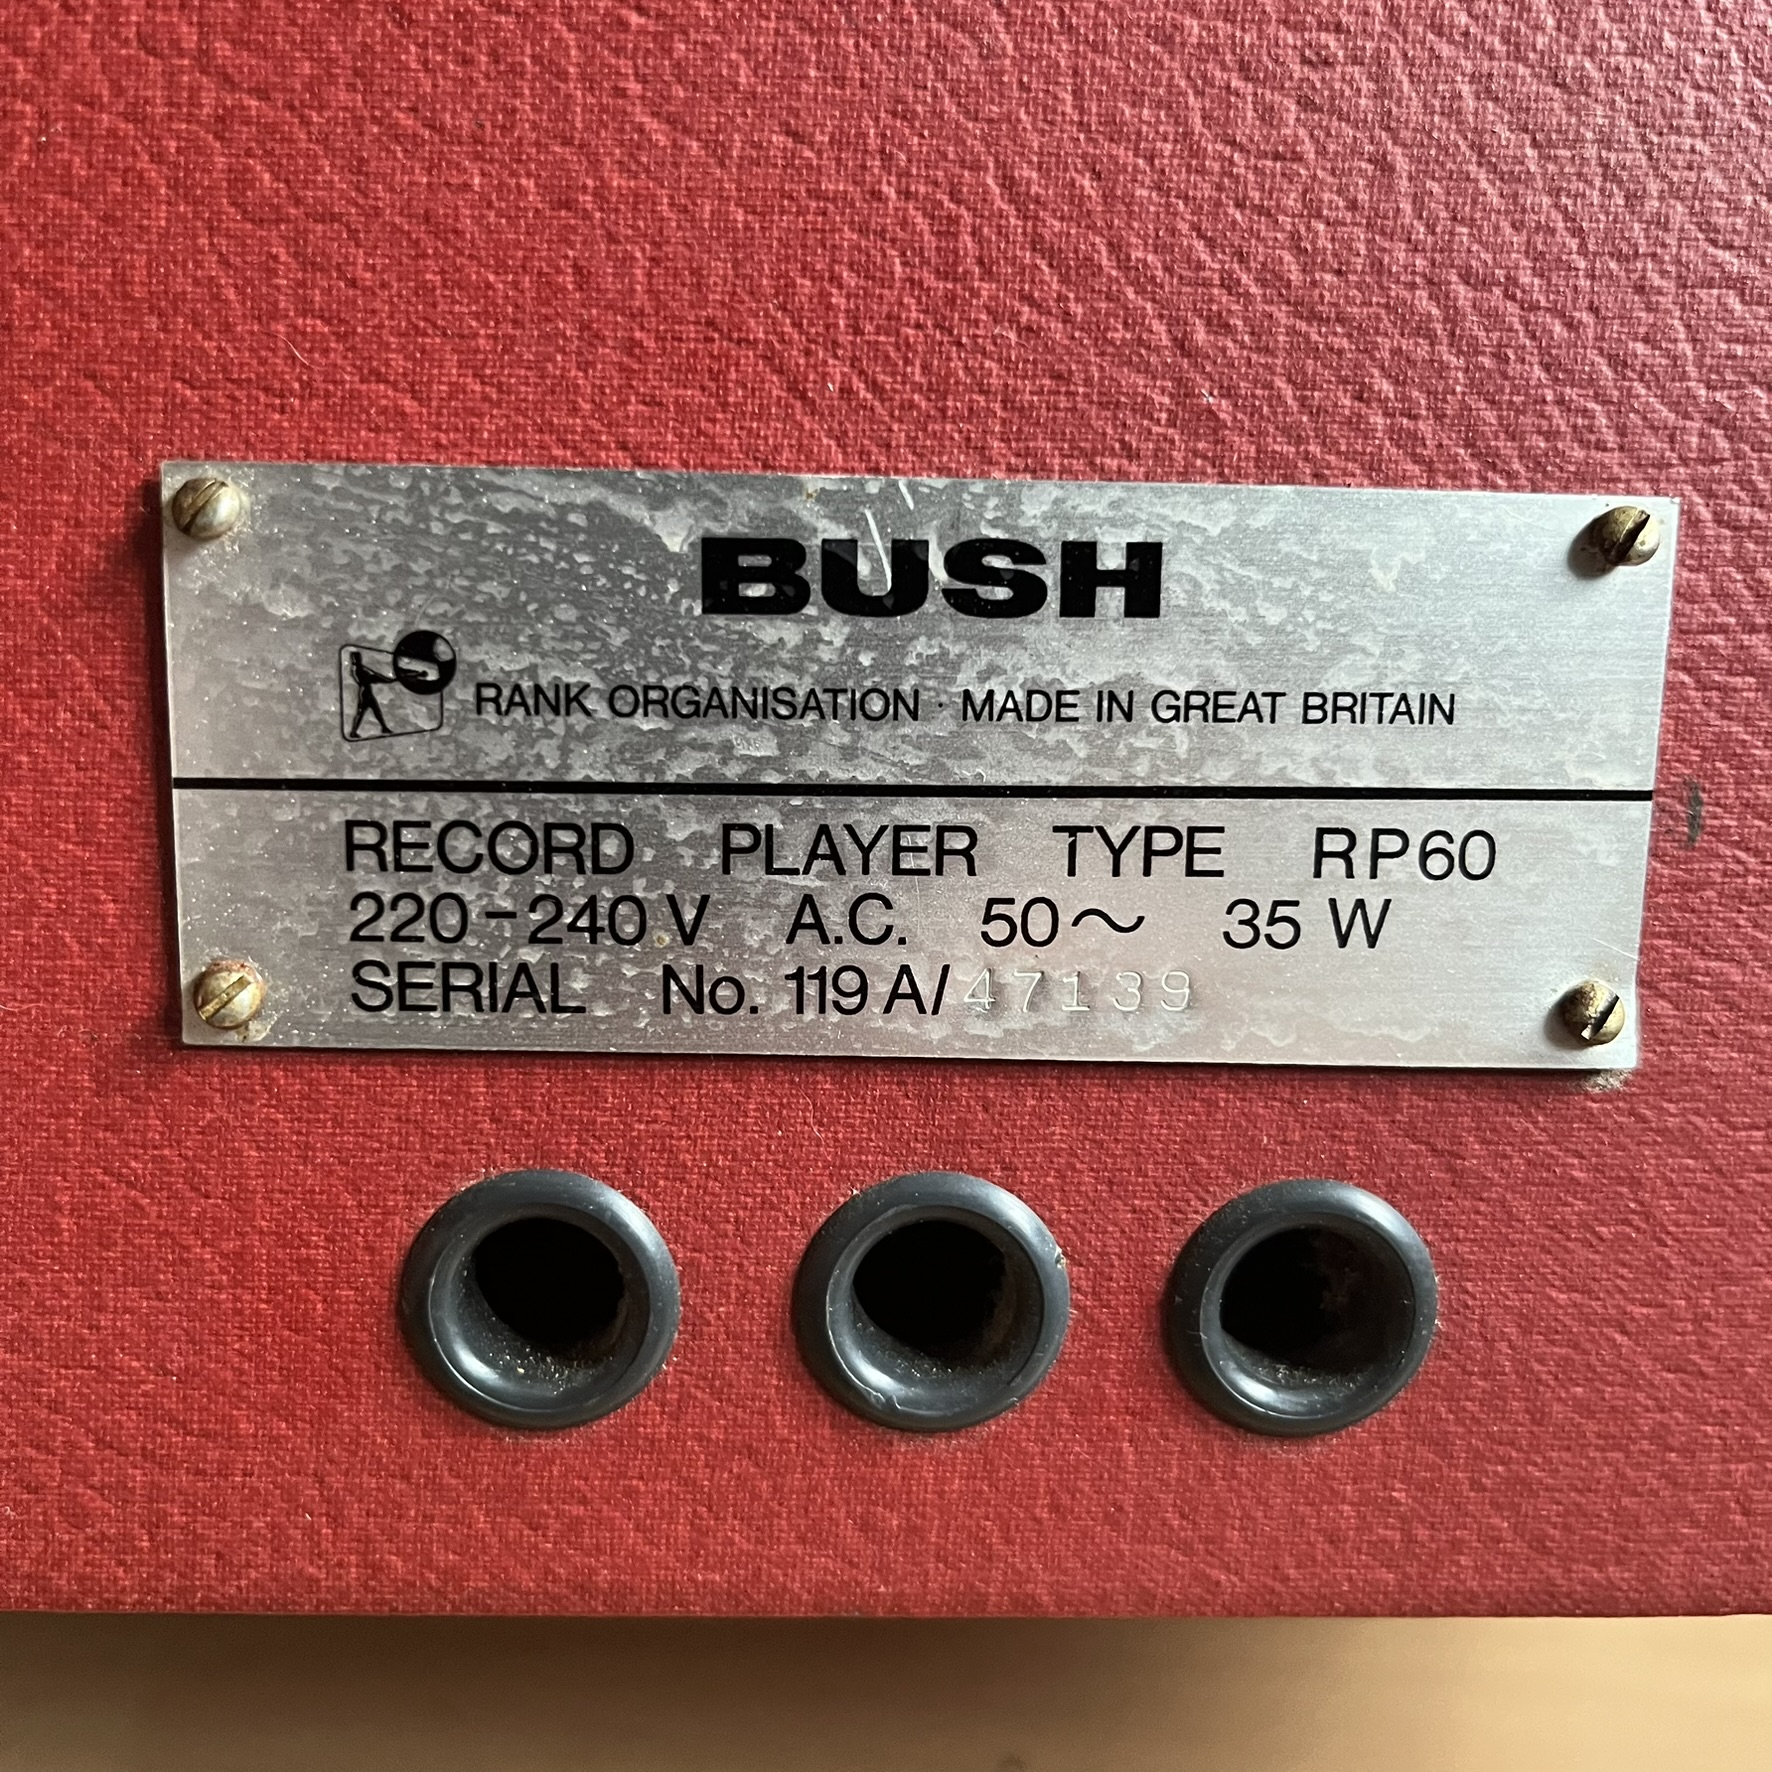 BUSH
RANK ORGANISATION · MADE IN GREAT BRITAIN
RECORD PLAYER TYPE RP60
220-240 V A.C. 50~ 35 W
SERIAL No. 119 A/47139